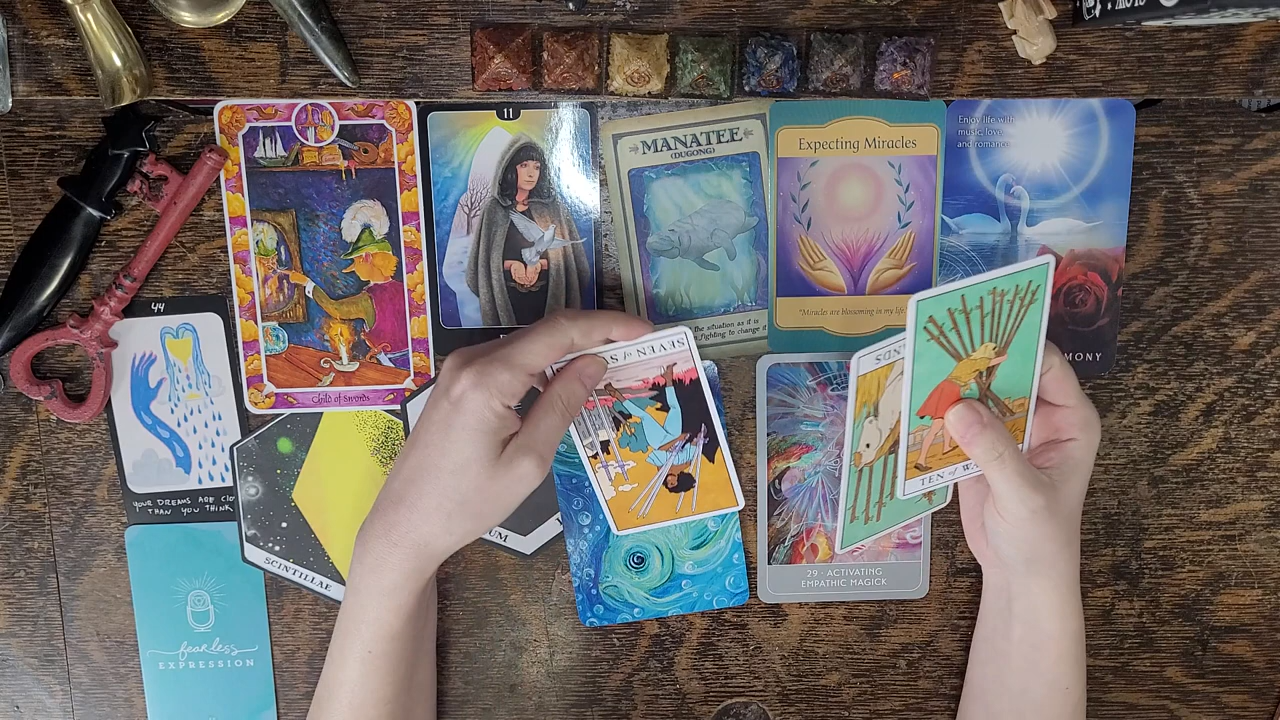 11
MANATEE
(DUGONG)
the situation as it is
fighting to change it
Expecting Miracles
"Miracles are blossoming in my life."
Enjoy life with
music, love,
and romance.
MONY
Child of Swords
44
YOUR DREAMS ARE CLO
THAN YOU THINK
SCINTILLAE
UM
SEVEN of S
ANDS
TEN of WA
29 · ACTIVATING
EMPATHIC MAGICK
fearless
EXPRESSION